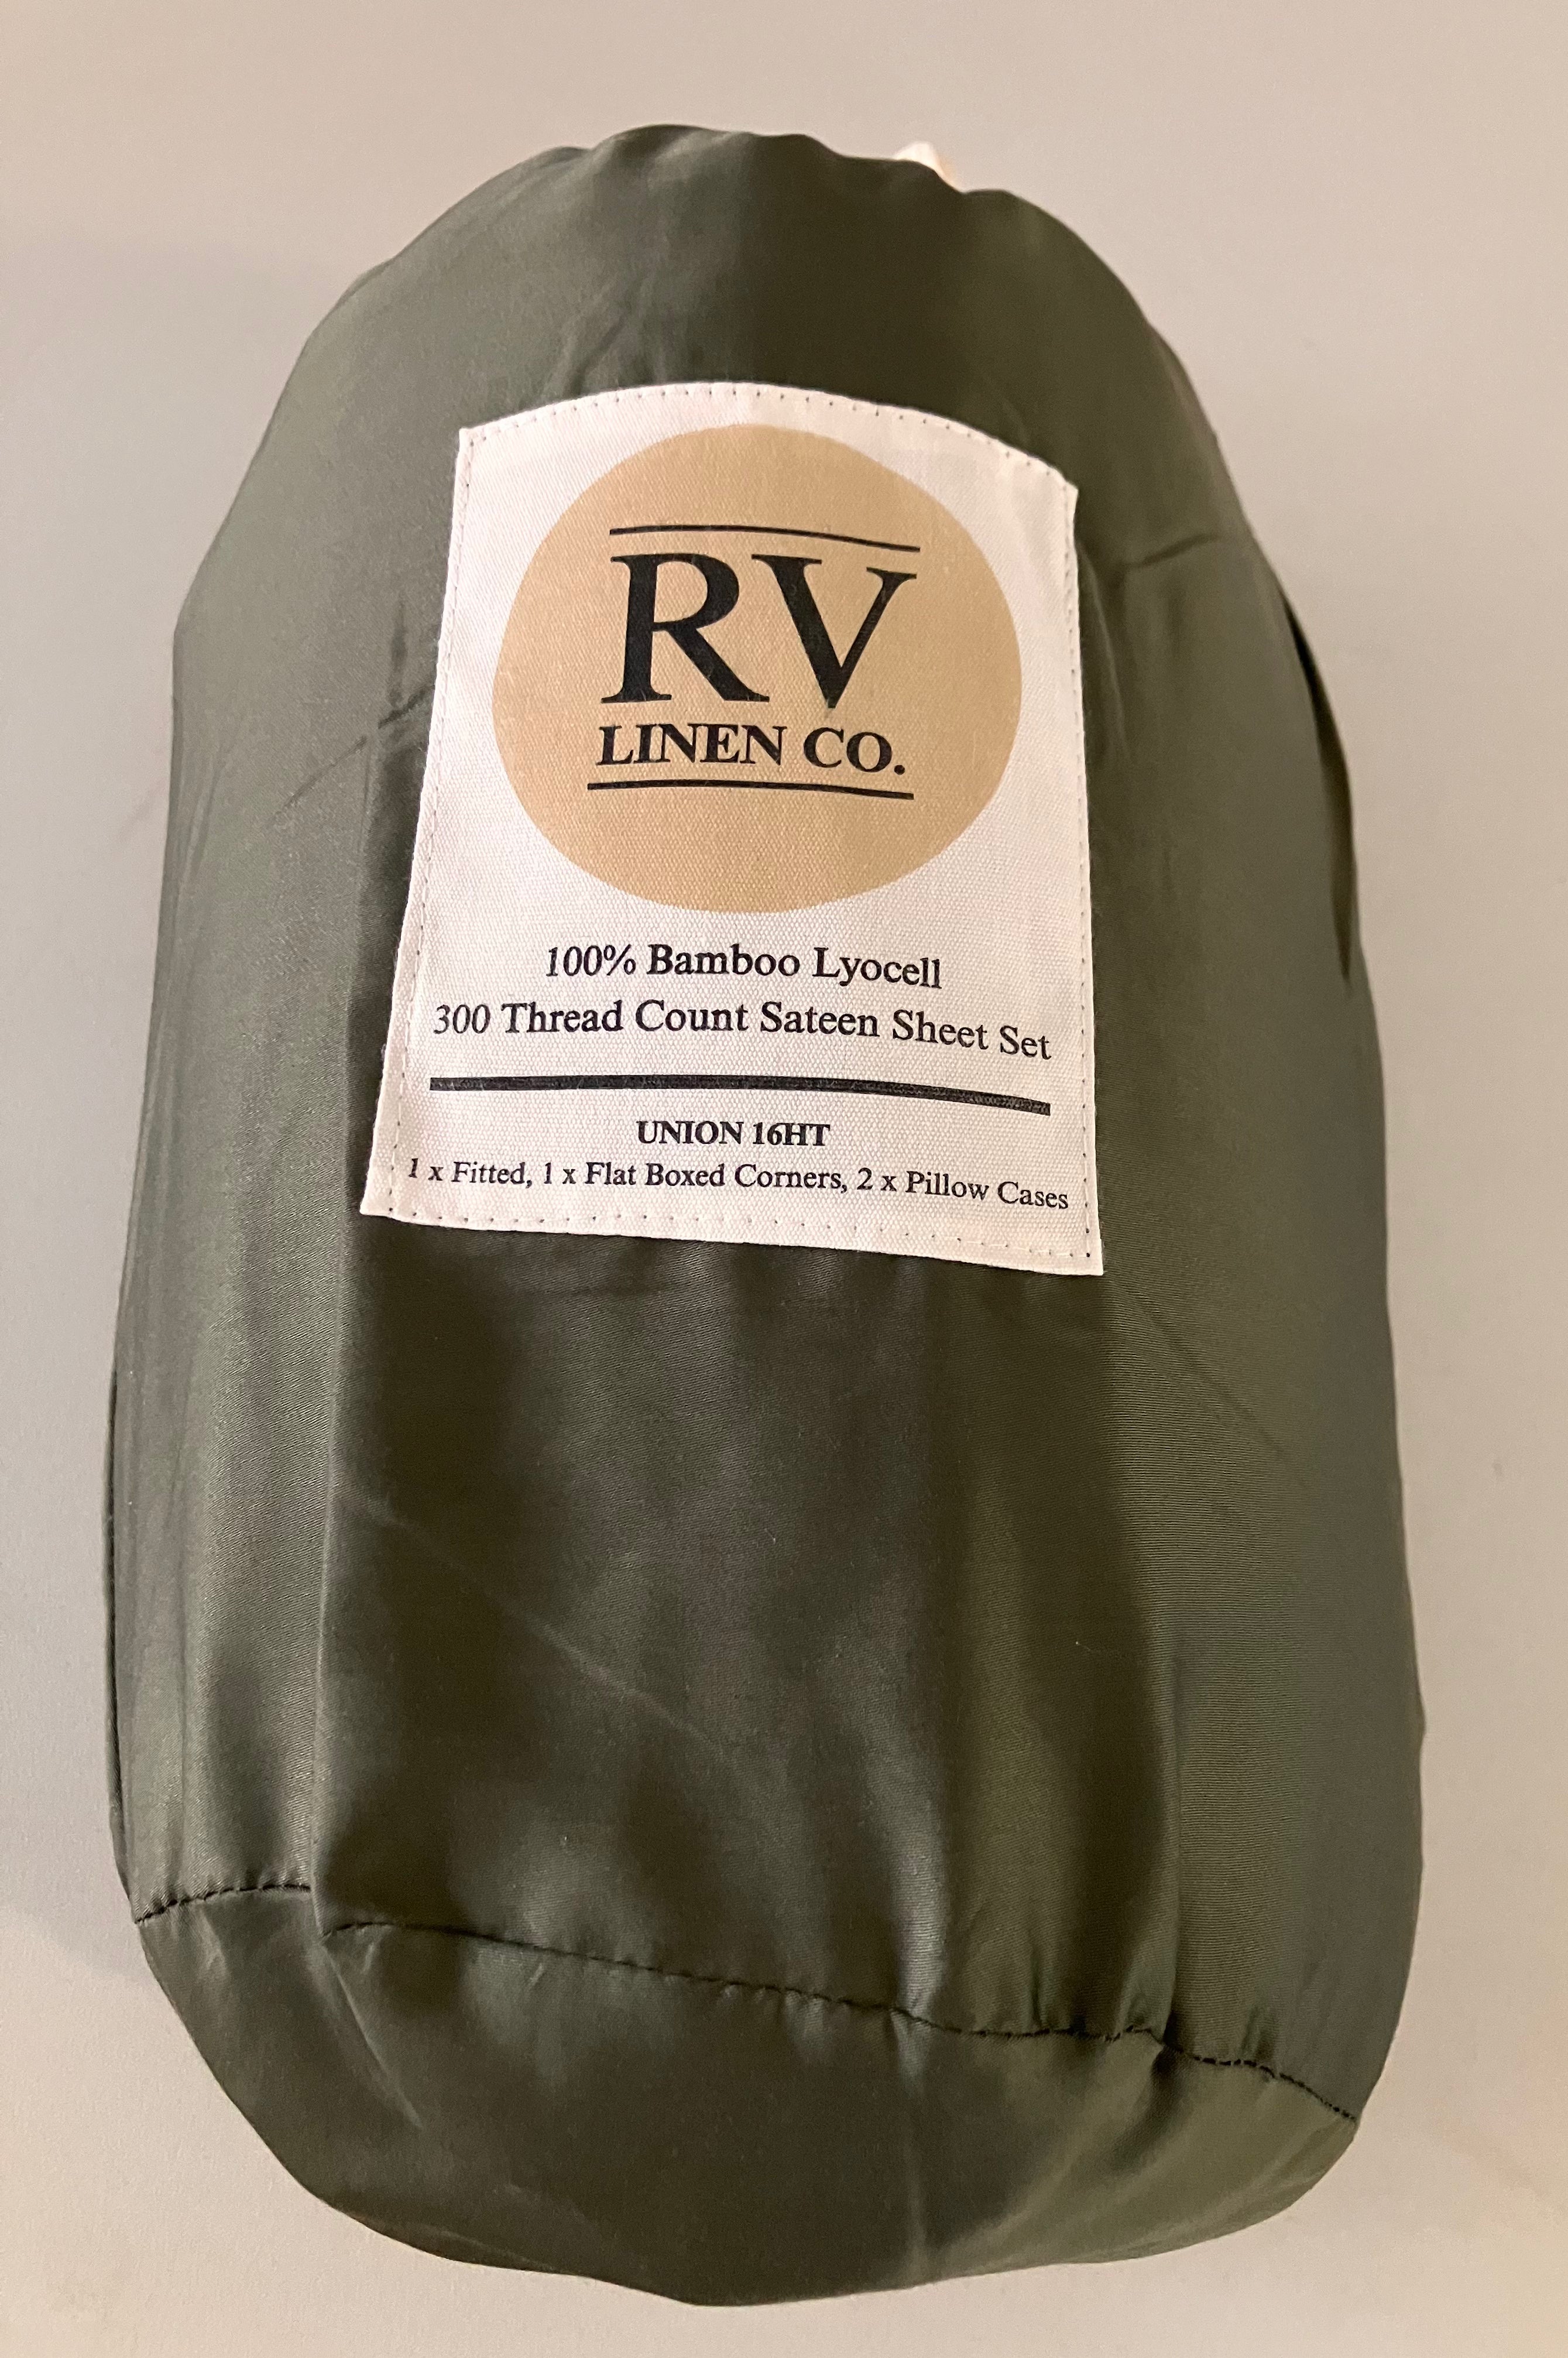 RV
LINEN CO.
100% Bamboo Lyocell
300 Thread Count Sateen Sheet Set
UNION 16HT
1 x Fitted, 1 x Flat Boxed Corners, 2 x Pillow Cases